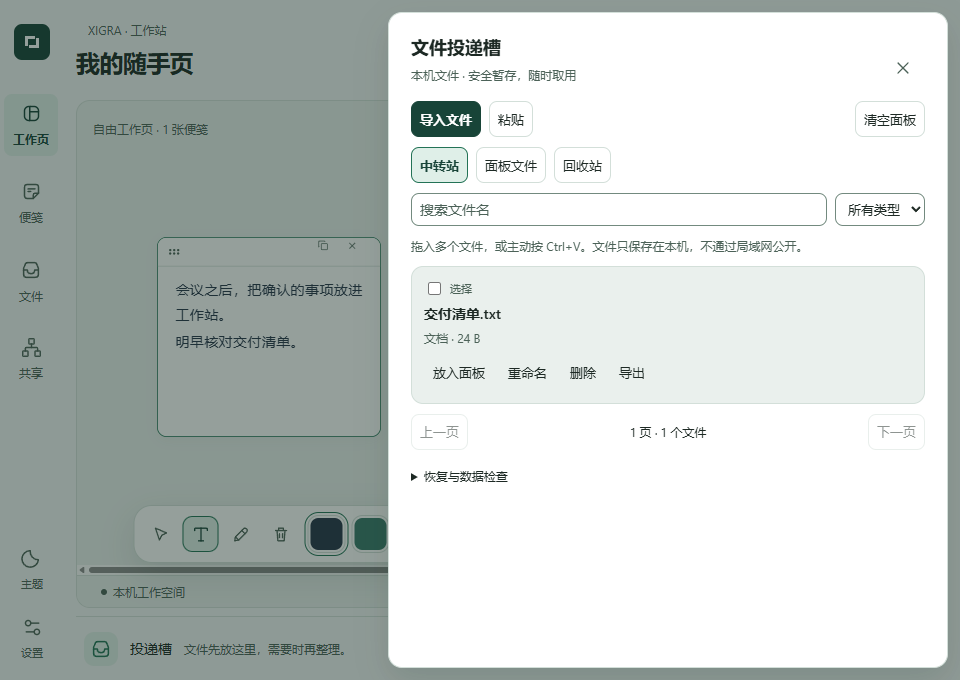 XIGRA · 工作站
我的随手页
工作页
便笺
文件
共享
主题
设置
自由工作页 · 1 张便笺
会议之后，把确认的事项放进
工作站。
明早核对交付清单。
本机工作空间
投递槽 文件先放这里，需要时再整理。
文件投递槽
本机文件 · 安全暂存，随时取用
导入文件 粘贴 清空面板
中转站 面板文件 回收站
搜索文件名 所有类型
拖入多个文件，或主动按 Ctrl+V。文件只保存在本机，不通过局域网公开。
选择
交付清单.txt
文档 · 24 B
放入面板 重命名 删除 导出
上一页 1 页 · 1 个文件 下一页
恢复与数据检查